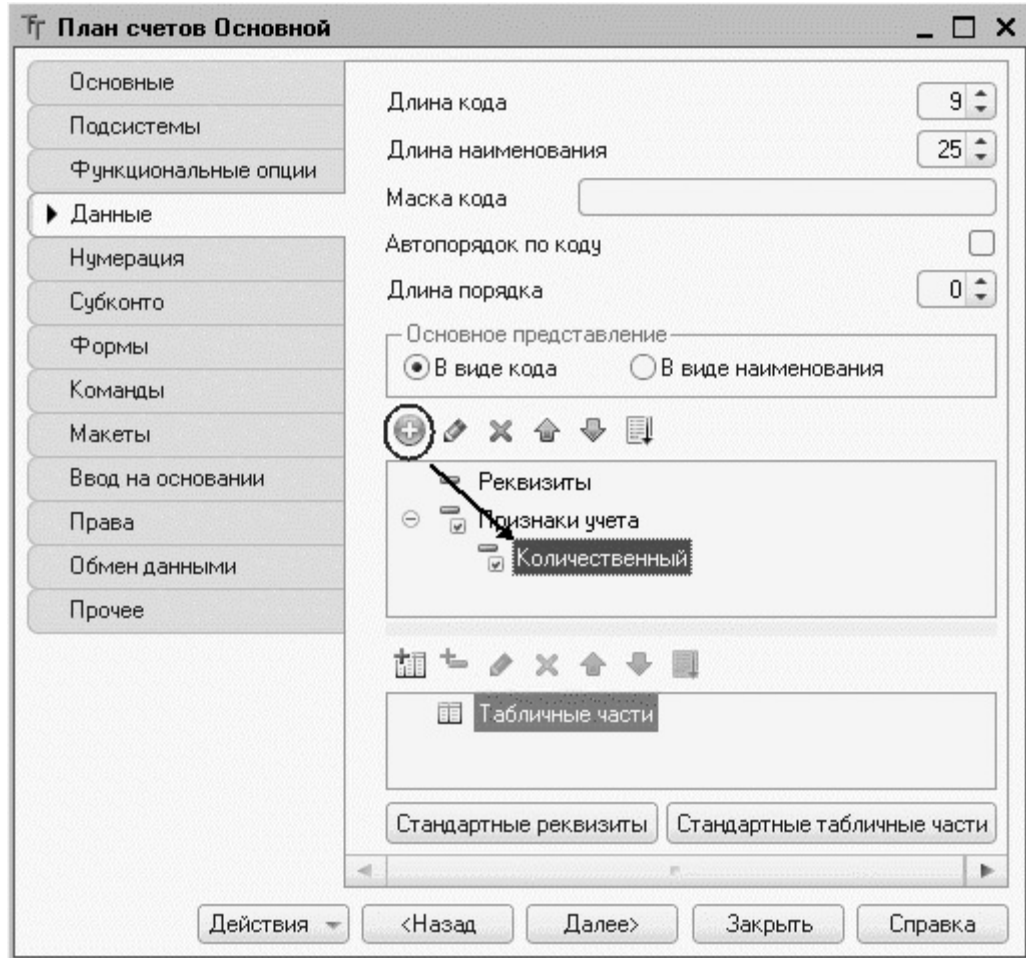 План счетов Основной
Основные
Подсистемы
Функциональные опции
Данные
Нумерация
Субконто
Формы
Команды
Макеты
Ввод на основании
Права
Обмен данными
Прочее
Длина кода 9
Длина наименования 25
Маска кода
Автопорядок по коду
Длина порядка 0
Основное представление
В виде кода В виде наименования
Реквизиты
Признаки учета
Количественный
Табличные части
Стандартные реквизиты Стандартные табличные части
Действия <Назад Далее> Закрыть Справка